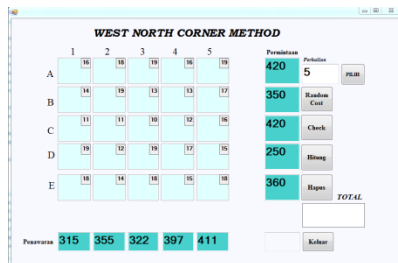 WEST NORTH CORNER METHOD
1 2 3 4 5 Permintaan Perkalian
A 16 18 19 16 19 420 5 PILIH
B 14 19 13 13 17 350 Random Cost
C 11 11 10 12 16 420 Check
D 19 12 19 17 15 250 Hitung
E 18 14 18 15 18 360 Hapus
TOTAL
Penawaran 315 355 322 397 411 Keluar